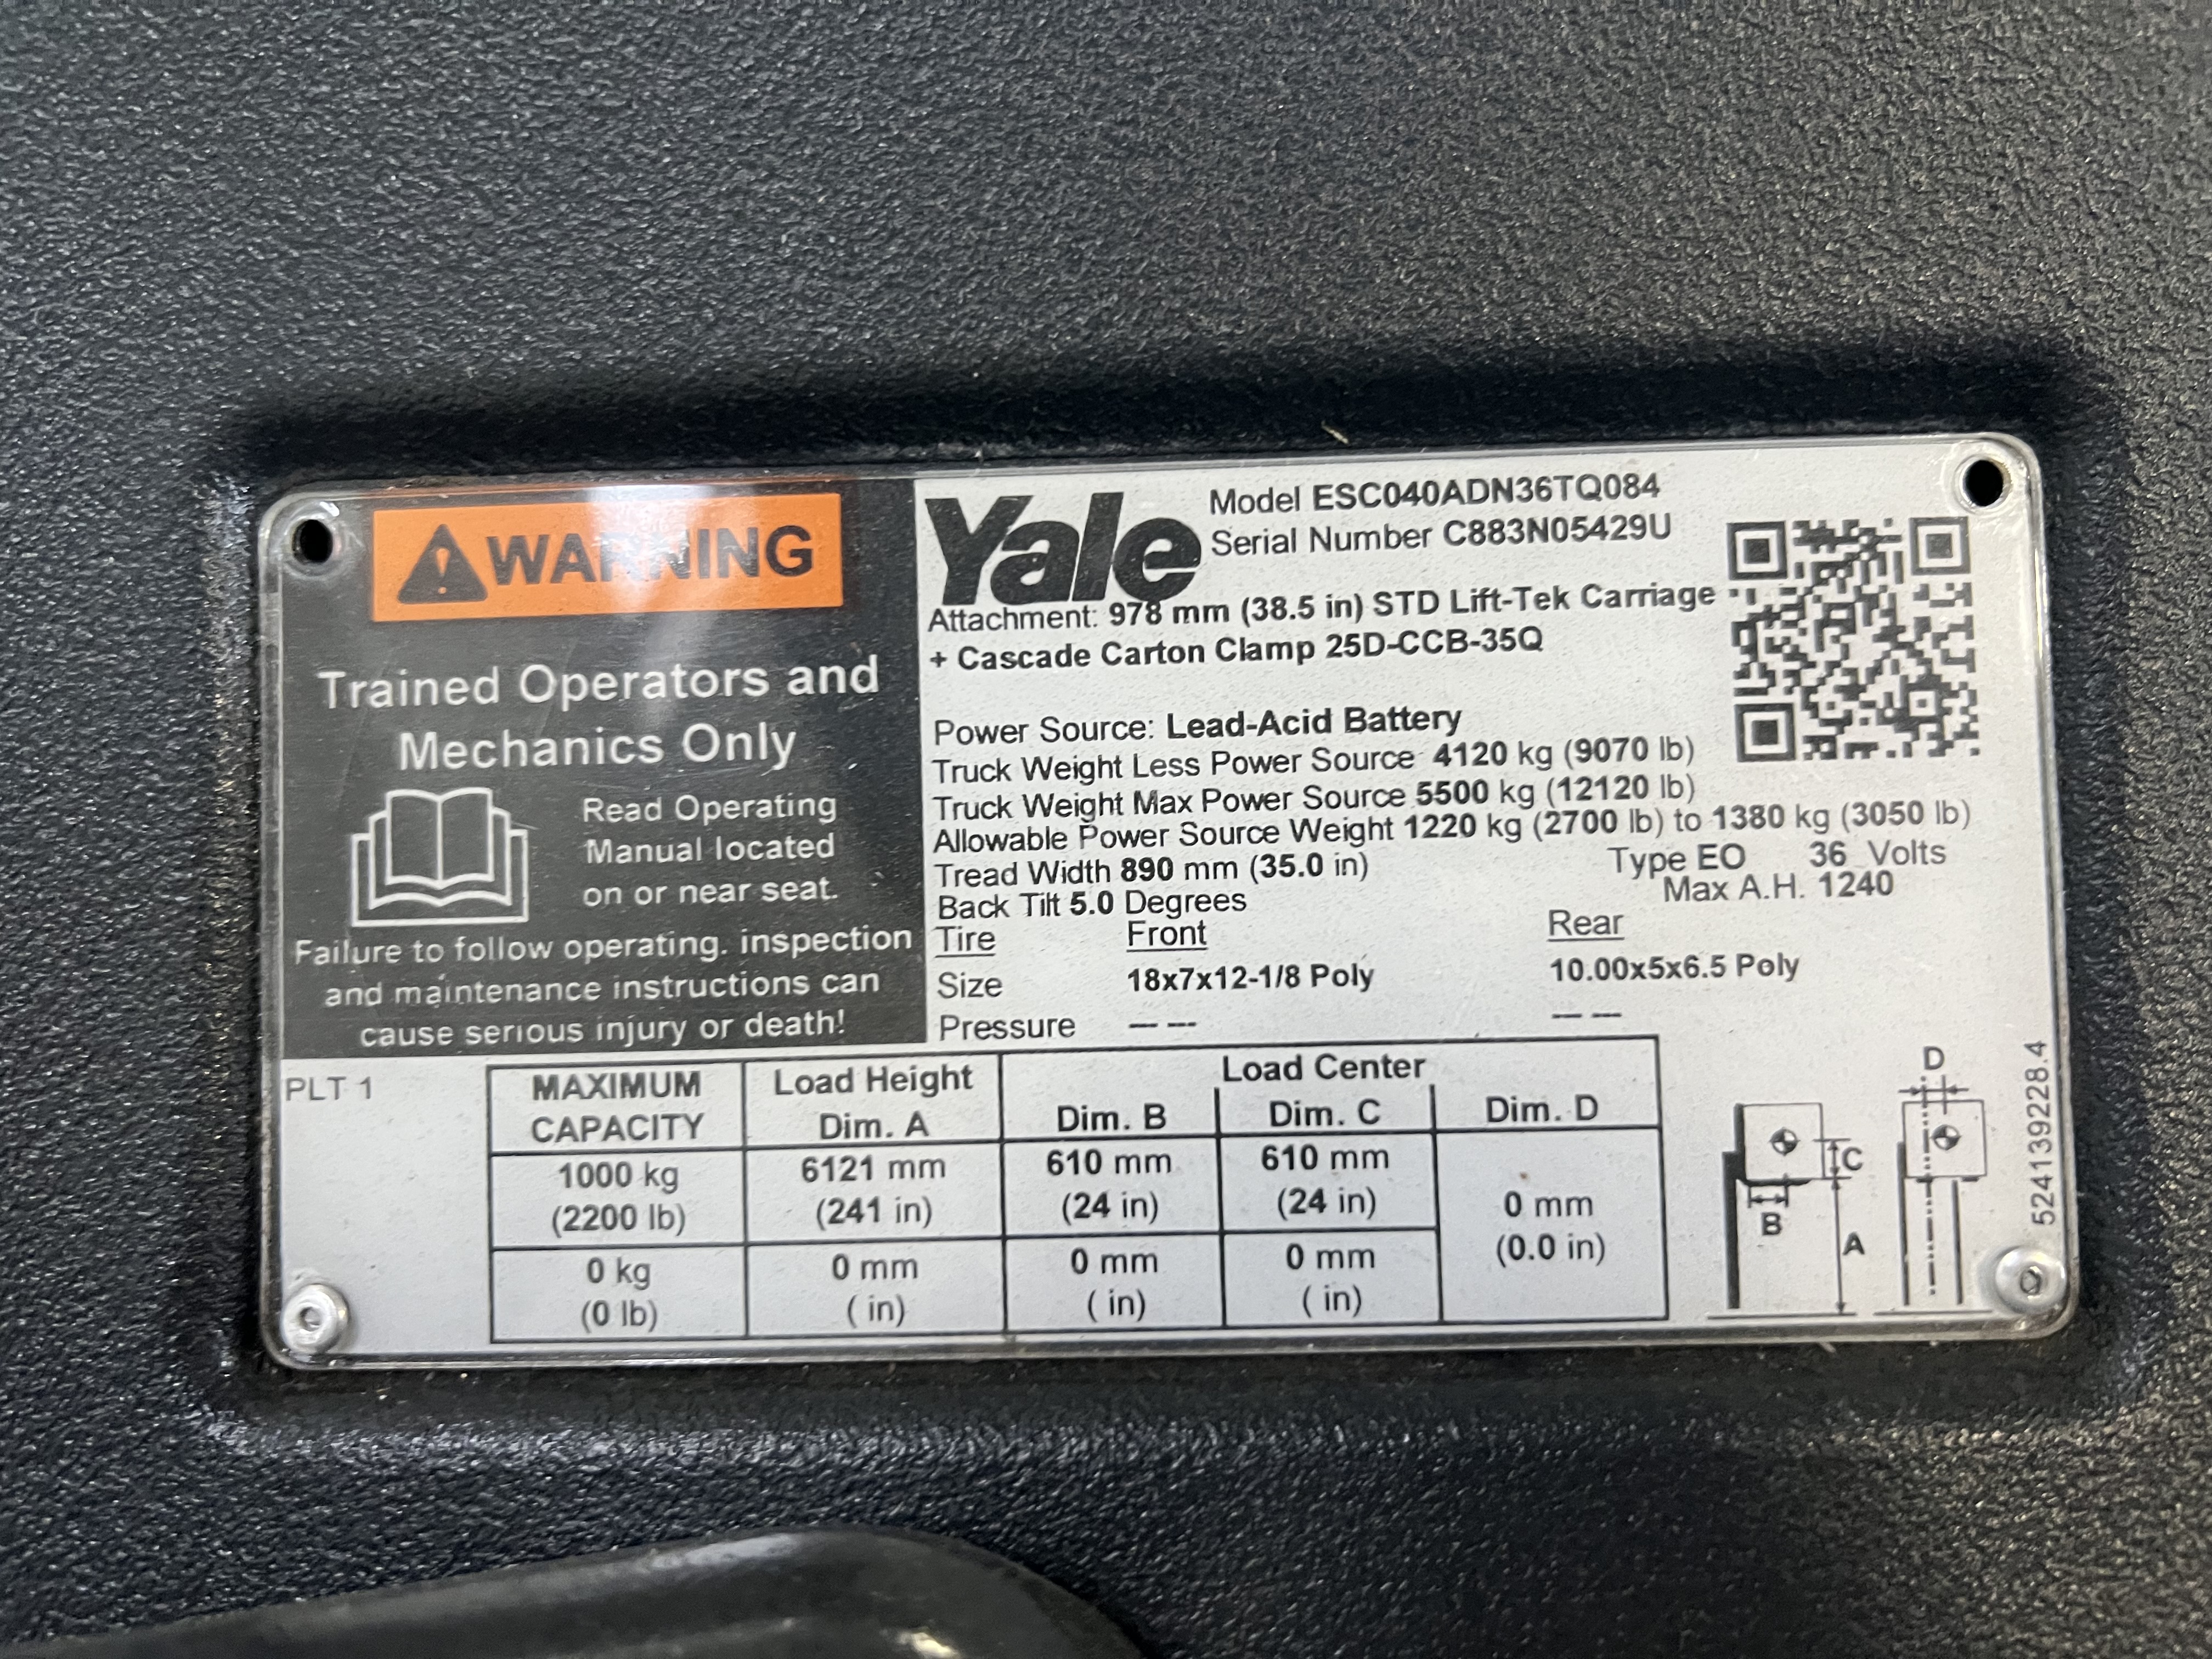 WARNING
Trained Operators and
Mechanics Only
Read Operating
Manual located
on or near seat.
Failure to follow operating, inspection
and maintenance instructions can
cause serious injury or death!
Yale
Model ESC040ADN36TQ084
Serial Number C883N05429U
Attachment: 978 mm (38.5 in) STD Lift-Tek Carriage
+ Cascade Carton Clamp 25D-CCB-35Q
Power Source: Lead-Acid Battery
Truck Weight Less Power Source 4120 kg (9070 lb)
Truck Weight Max Power Source 5500 kg (12120 lb)
Allowable Power Source Weight 1220 kg (2700 lb) to 1380 kg (3050 lb)
Tread Width 890 mm (35.0 in) Type EO 36 Volts
Back Tilt 5.0 Degrees Max A.H. 1240
Tire Front Rear
Size 18x7x12-1/8 Poly 10.00x5x6.5 Poly
Pressure — — — —
PLT 1
MAXIMUM CAPACITY Load Height Dim. A Load Center
Dim. B Dim. C Dim. D
1000 kg 6121 mm 610 mm 610 mm
(2200 lb) (241 in) (24 in) (24 in)
0 mm
(0.0 in)
0 kg 0 mm 0 mm 0 mm
(0 lb) ( in) ( in) ( in)
D
C
B
A
524139228.4